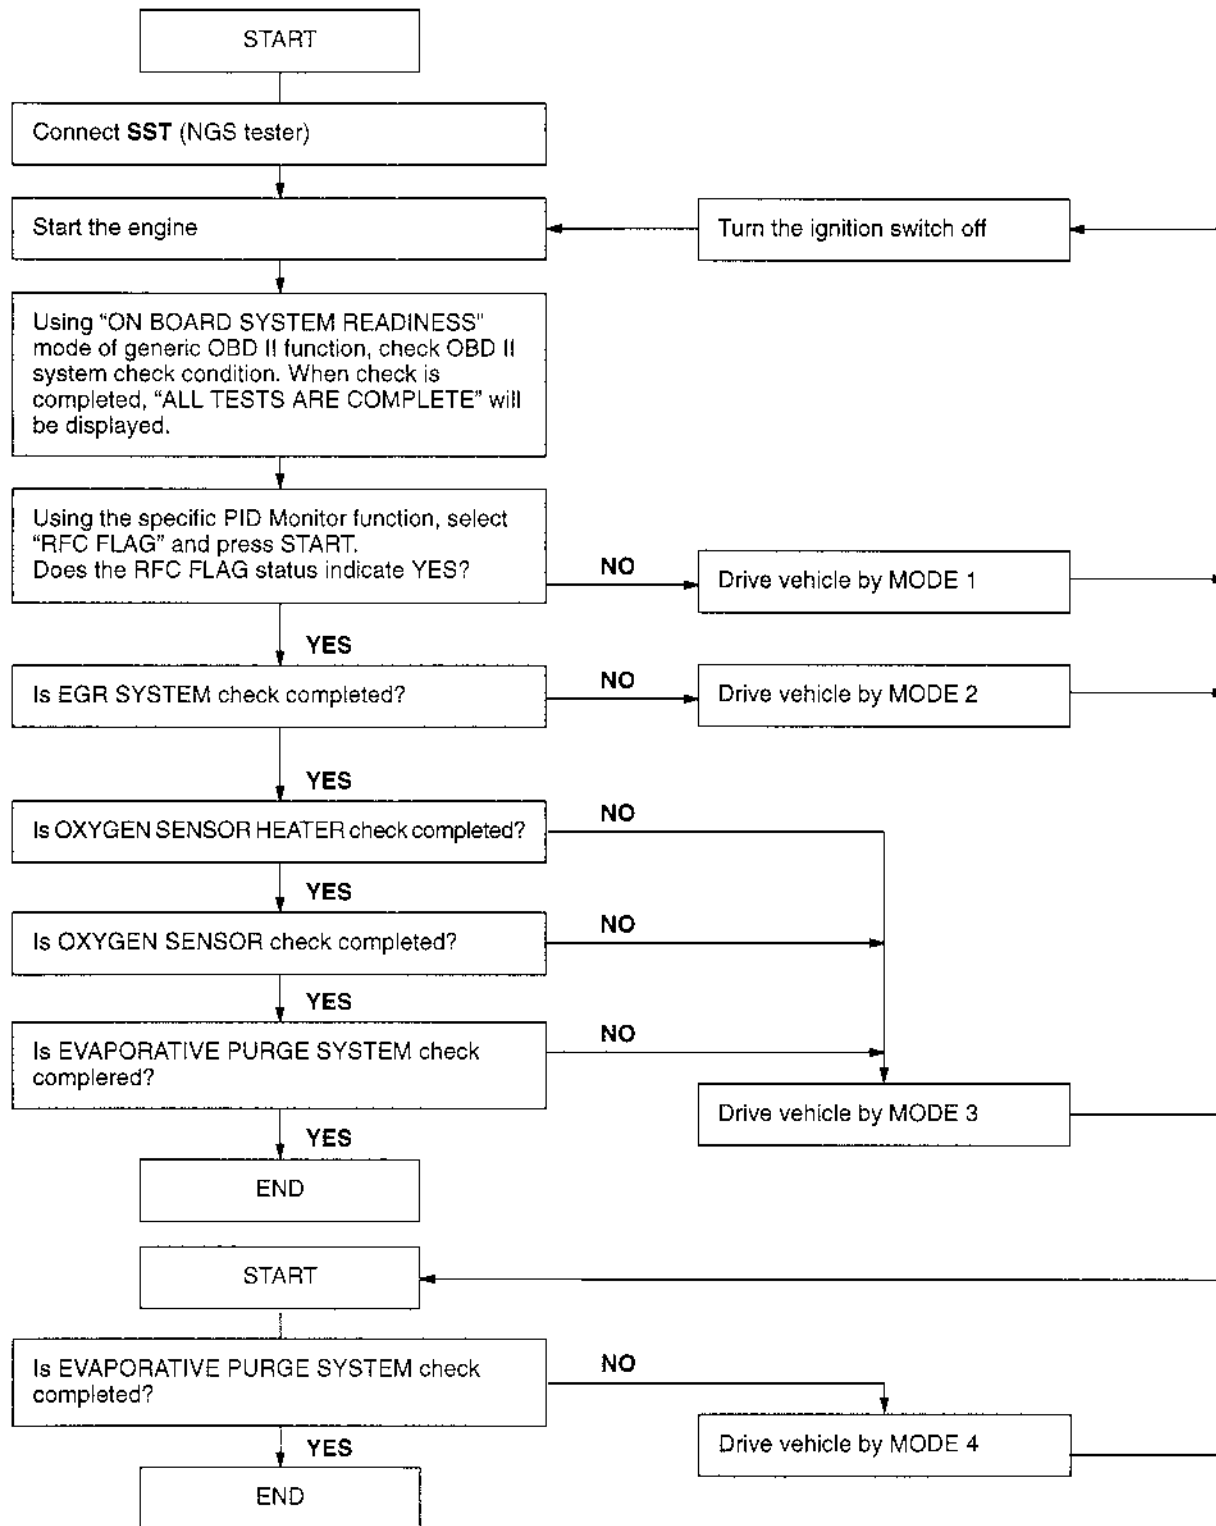 START
Connect SST (NGS tester)
Start the engine
Turn the ignition switch off
Using “ON BOARD SYSTEM READINESS”
mode of generic OBD II function, check OBD II
system check condition. When check is
completed, “ALL TESTS ARE COMPLETE” will
be displayed.
Using the specific PID Monitor function, select
“RFC FLAG” and press START.
Does the RFC FLAG status indicate YES?
NO
Drive vehicle by MODE 1
YES
Is EGR SYSTEM check completed?
NO
Drive vehicle by MODE 2
YES
Is OXYGEN SENSOR HEATER check completed?
NO
YES
Is OXYGEN SENSOR check completed?
NO
YES
Is EVAPORATIVE PURGE SYSTEM check
complered?
NO
Drive vehicle by MODE 3
YES
END
START
Is EVAPORATIVE PURGE SYSTEM check
completed?
NO
Drive vehicle by MODE 4
YES
END